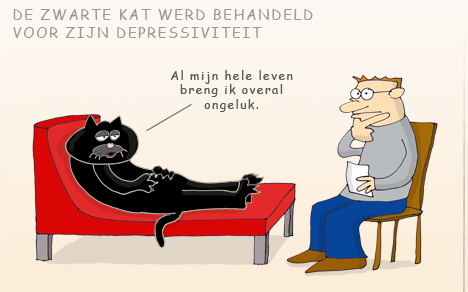 DE ZWARTE KAT WERD BEHANDELD
VOOR ZIJN DEPRESSIVITEIT
Al mijn hele leven
breng ik overal
ongeluk.